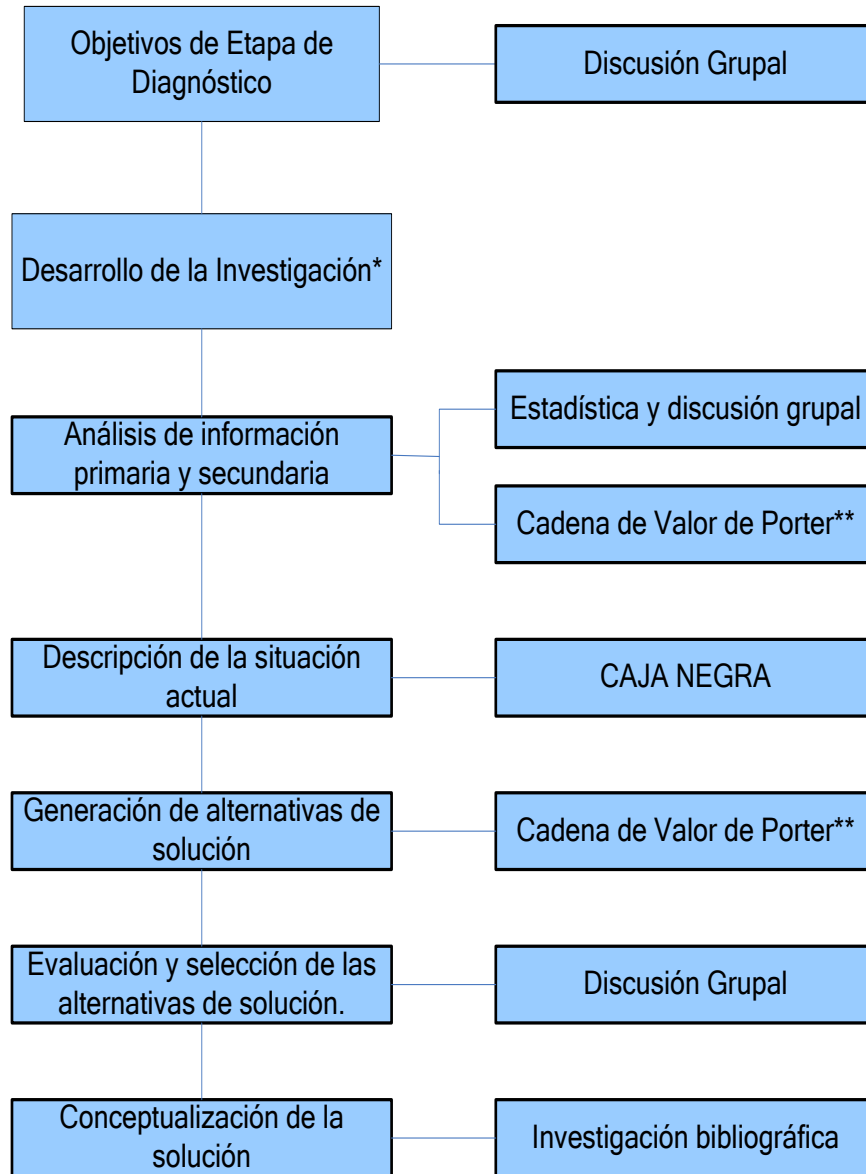 Objetivos de Etapa de
Diagnóstico
Discusión Grupal
Desarrollo de la Investigación*
Análisis de información
primaria y secundaria
Estadística y discusión grupal
Cadena de Valor de Porter**
Descripción de la situación
actual
CAJA NEGRA
Generación de alternativas de
solución
Cadena de Valor de Porter**
Evaluación y selección de las
alternativas de solución.
Discusión Grupal
Conceptualización de la
solución
Investigación bibliográfica